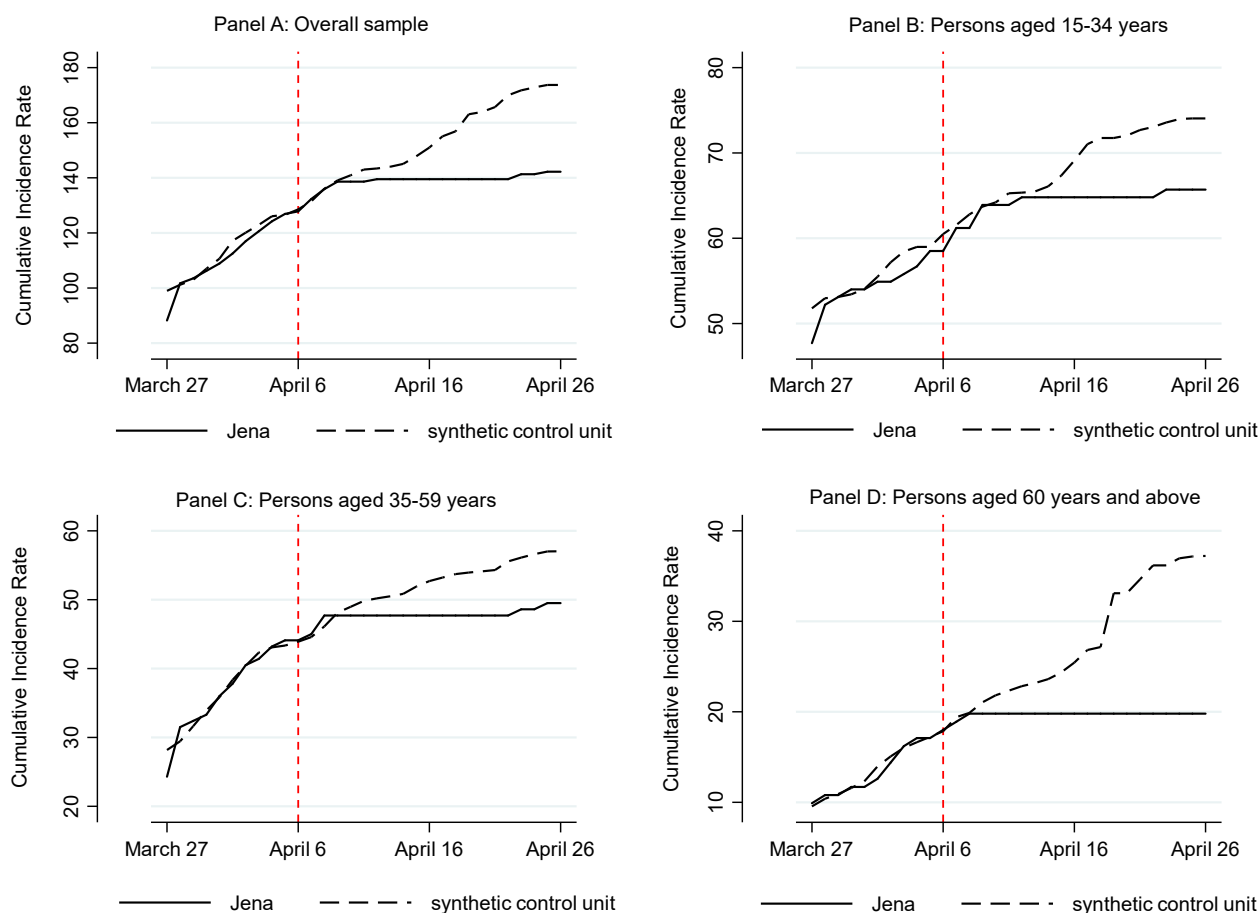 Panel A: Overall sample
Cumulative Incidence Rate
180
160
140
120
100
80
March 27 April 6 April 16 April 26
Jena synthetic control unit
Panel B: Persons aged 15-34 years
Cumulative Incidence Rate
80
70
60
50
March 27 April 6 April 16 April 26
Jena synthetic control unit
Panel C: Persons aged 35-59 years
Cumulative Incidence Rate
60
50
40
30
20
March 27 April 6 April 16 April 26
Jena synthetic control unit
Panel D: Persons aged 60 years and above
Cumultative Incidence Rate
40
30
20
10
March 27 April 6 April 16 April 26
Jena synthetic control unit